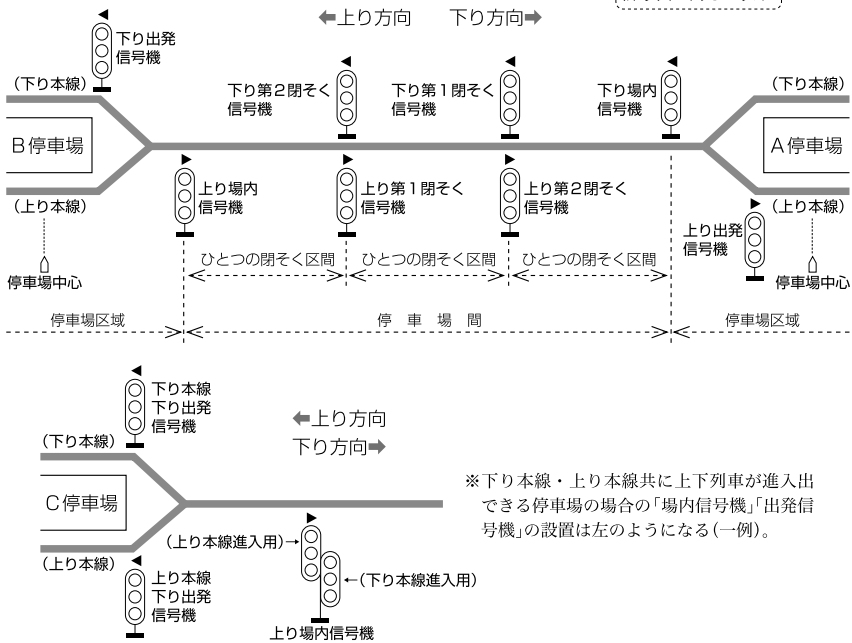 ⬅上り方向 下り方向➡
下り出発
信号機
(下り本線)
下り第2閉そく
信号機
下り第1閉そく
信号機
下り場内
信号機
(下り本線)
B停車場
A停車場
(上り本線)
上り場内
信号機
上り第1閉そく
信号機
上り第2閉そく
信号機
上り出発
信号機
(上り本線)
停車場中心
ひとつの閉そく区間
ひとつの閉そく区間
ひとつの閉そく区間
停車場中心
停車場区域
停車場間
停車場区域
下り本線
下り出発
信号機
⬅上り方向
下り方向➡
(下り本線)
C停車場
(上り本線)
上り本線
下り出発
信号機
(上り本線進入用)→
←(下り本線進入用)
上り場内信号機
※下り本線・上り本線共に上下列車が進入出
できる停車場の場合の「場内信号機」「出発信
号機」の設置は左のようになる(一例)。